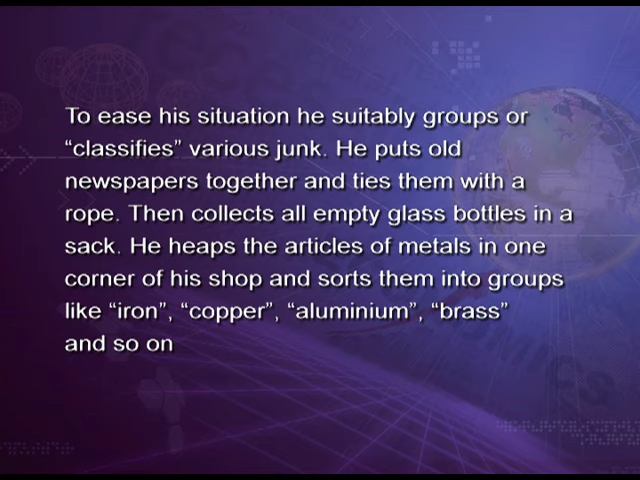 To ease his situation he suitably groups or
“classifies” various junk. He puts old
newspapers together and ties them with a
rope. Then collects all empty glass bottles in a
sack. He heaps the articles of metals in one
corner of his shop and sorts them into groups
like “iron”, “copper”, “aluminium”, “brass”
and so on